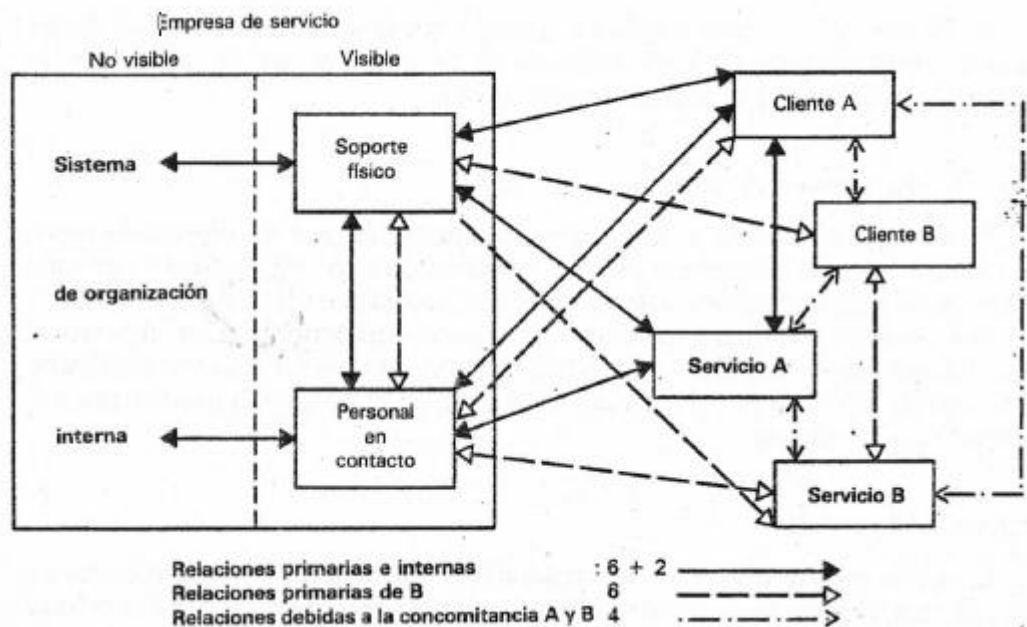 Empresa de servicio
No visible
Visible
Sistema
de organización
interna
Soporte
físico
Personal
en
contacto
Cliente A
Cliente B
Servicio A
Servicio B
Relaciones primarias e internas : 6 + 2
Relaciones primarias de B 6
Relaciones debidas a la concomitancia A y B 4